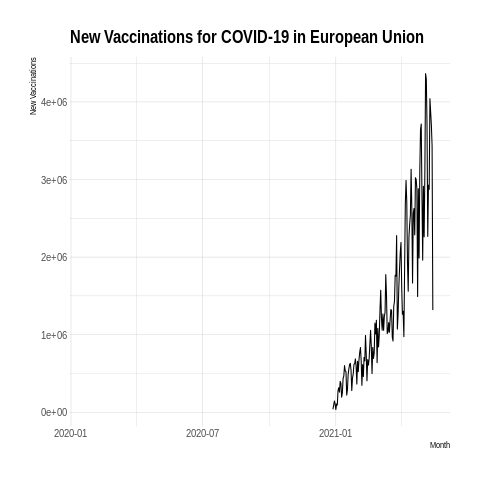 New Vaccinations for COVID-19 in European Union
New Vaccinations
4e+06
3e+06
2e+06
1e+06
0e+00
2020-01 2020-07 2021-01
Month